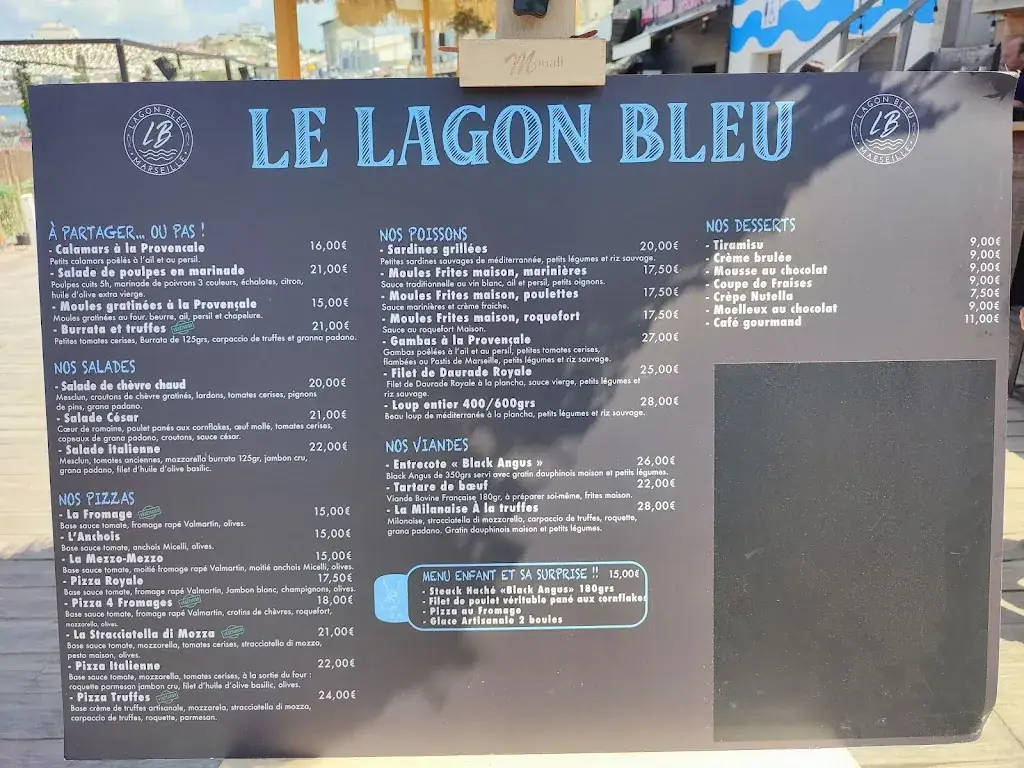 LE LAGON BLEU
LAGON BLEU
LB
MARSEILLE
LAGON BLEU
LB
MARSEILLE
À PARTAGER... OU PAS !
- Calamars à la Provencale 16,00€
Petits calamars poêlés à l'ail et au persil.
- Salade de poulpes en marinade 21,00€
Poulpes cuits 5h, marinade de poivrons 3 couleurs, échalotes, citron,
huile d'olive extra vierge.
- Moules gratinées à la Provençale 15,00€
Moules gratinées au four, beurre, ail, persil et chapelure.
- Burrata et truffes 21,00€
Petites tomates cerises, Burrata de 125grs, carpaccio de truffes et granna padano.
NOS SALADES
- Salade de chèvre chaud 20,00€
Mesclun, croutons de chèvre gratinés, lardons, tomates cerises, pignons
de pins, grana padano.
- Salade César 21,00€
Cœur de romaine, poulet panés aux cornflakes, œuf mollé, tomates cerises,
copeaux de grana padano, croutons, sauce césar.
- Salade Italienne 22,00€
Mesclun, tomates anciennes, mozzarella burrata 125gr, jambon cru,
grana padano, filet d'huile d'olive basilic.
NOS PIZZAS
- La Fromage 15,00€
Base sauce tomate, fromage rapé Valmartin, olives.
- L'Anchois 15,00€
Base sauce tomate, anchois Micelli, olives.
- La Mezzo-Mezzo 15,00€
Base sauce tomate, moitié fromage rapé Valmartin, moitié anchois Micelli, olives.
- Pizza Royale 17,50€
Base sauce tomate, fromage rapé Valmartin, Jambon blanc, champignons, olives.
- Pizza 4 Fromages 18,00€
Base sauce tomate, fromage rapé Valmartin, crotins de chèvres, roquefort,
mozzarello, olives.
- La Stracciatella di Mozza 21,00€
Base sauce tomate, mozzarella, tomates cerises, stracciatella di mozza,
pesto maison, olives.
- Pizza Italienne 22,00€
Base sauce tomate, mozzarella, tomates cerises, à la sortie du four :
roquette parmesan jambon cru, filet d'huile d'olive basilic, olives.
- Pizza Truffes 24,00€
Base crème de truffes artisanale, mozzarela, stracciatella di mozza,
carpaccio de truffes, roquette, parmesan.
NOS POISSONS
- Sardines grillées 20,00€
Petites sardines sauvages de méditerrannée, petits légumes et riz sauvage.
- Moules Frites maison, marinières 17,50€
Sauce traditionnelle au vin blanc, ail et persil, petits oignons.
- Moules Frites maison, poulettes 17,50€
Sauce marinières et crème fraîche.
- Moules Frites maison, roquefort 17,50€
Sauce au roquefort Maison.
- Gambas à la Provençale 27,00€
Gambas poêlées à l'ail et au persil, petites tomates cerises,
flambées au Pastis de Marseille, petits légumes et riz sauvage.
- Filet de Daurade Royale 25,00€
Filet de Daurade Royale à la plancha, sauce vierge, petits légumes et
riz sauvage.
- Loup entier 400/600grs 28,00€
Beau loup de méditerranée à la plancha, petits légumes et riz sauvage.
NOS VIANDES
- Entrecote « Black Angus » 26,00€
Black Angus de 350grs servi avec gratin dauphinois maison et petits légumes.
- Tartare de bœuf 22,00€
Viande Bovine Française 180gr, à préparer soi-même, frites maison.
- La Milanaise À la truffes 28,00€
Milanaise, stracciatella di mozzarello, carpaccio de truffes, roquette,
grana padano. Gratin dauphinois maison et petits légumes.
MENU ENFANT ET SA SURPRISE !! 15,00€
- Steack Haché «Black Angus» 180grs
- Filet de poulet véritable pané aux cornflakes
- Pizza au Fromage
- Glace Artisanale 2 boules
NOS DESSERTS
- Tiramisu 9,00€
- Crème brulée 9,00€
- Mousse au chocolat 9,00€
- Coupe de Fraises 9,00€
- Crêpe Nutella 7,50€
- Moelleux au chocolat 9,00€
- Café gourmand 11,00€